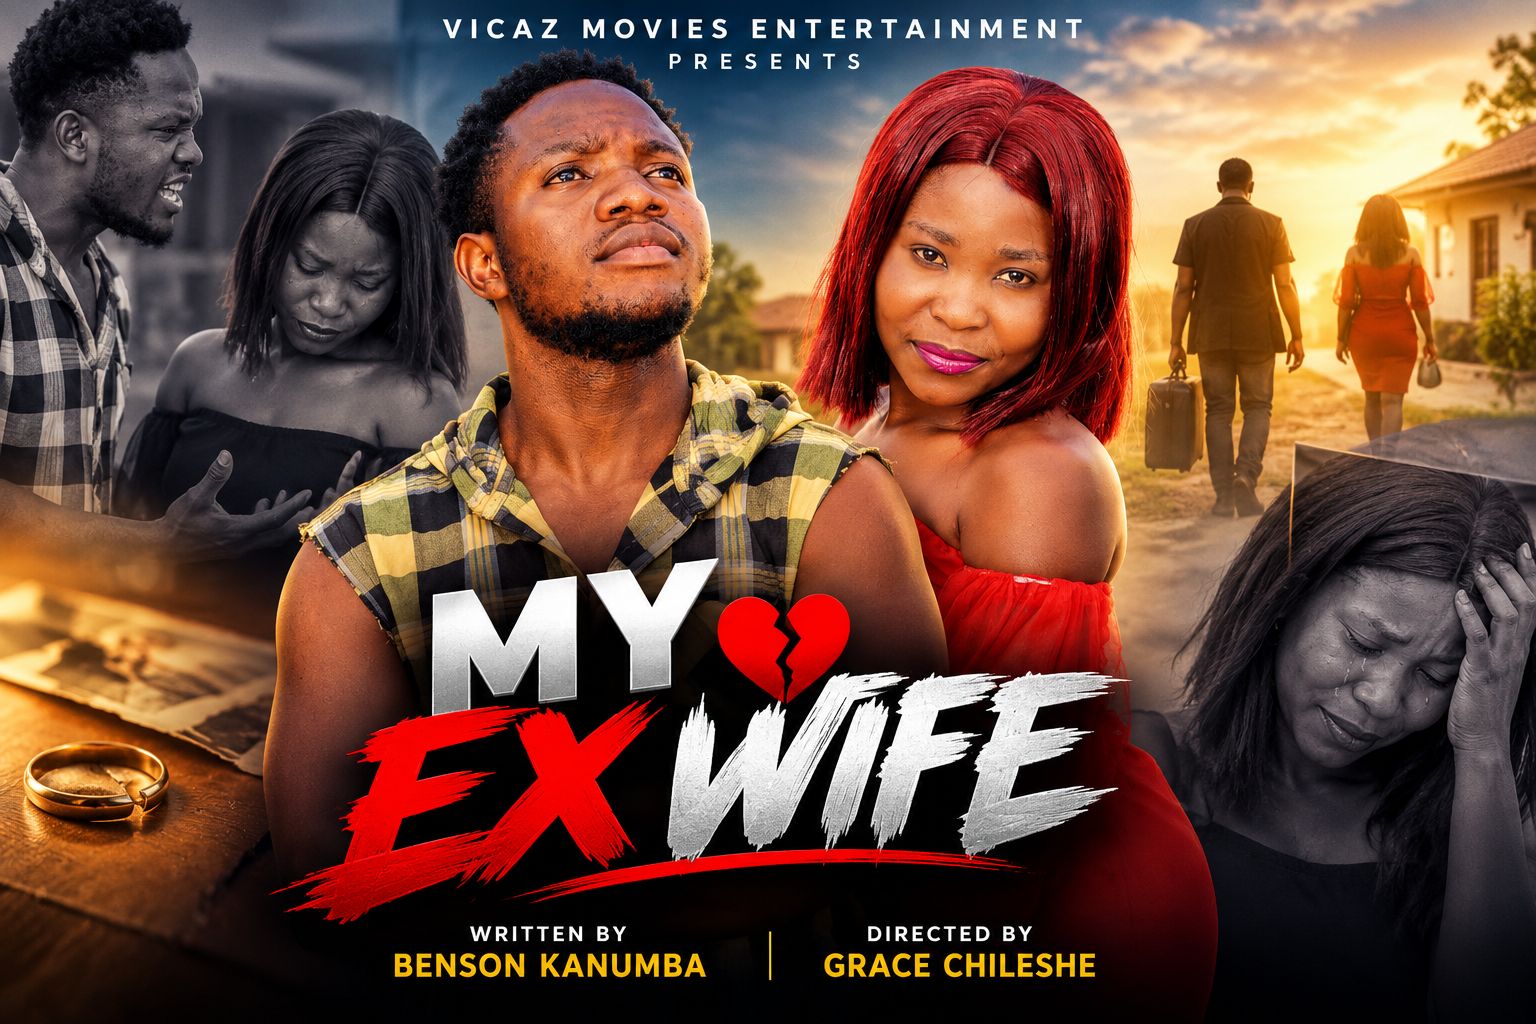 VICAZ MOVIES ENTERTAINMENT
PRESENTS
MY
EX WIFE
WRITTEN BY
BENSON KANUMBA
DIRECTED BY
GRACE CHILESHE